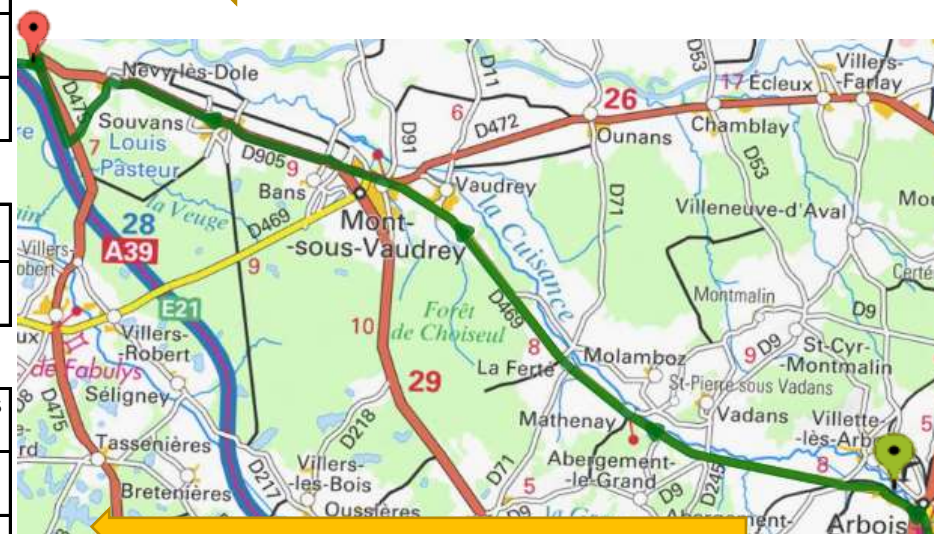 Nevy-lès-Dole
D475
Souvans
Louis
Pasteur
7
D905
9
Bans
la Veuge
D469
9
28
A39
E21
Villers-
Robert
Séligney
de Fabulys
D475
Tassenières
Bretenières
D217
Villers-
-les-Bois
Oussières
D218
10
29
Mont-
-sous-Vaudrey
Vaudrey
D91
D11
6
D472
26
Ounans
D71
D53
17
Écleux
Villers-
-Farlay
Chamblay
D53
Villeneuve-d'Aval
la Cuisance
Forêt
de Choiseul
D469
8
La Ferté
Molamboz
Montmalin
D9
9
D9
St-Cyr-
-Montmalin
St-Pierre sous Vadans
Vadans
Mathenay
Abergement-
-le-Grand
D71
5
D9
D9
D245
8
Villette-
-lès-Arb
5
Arbois